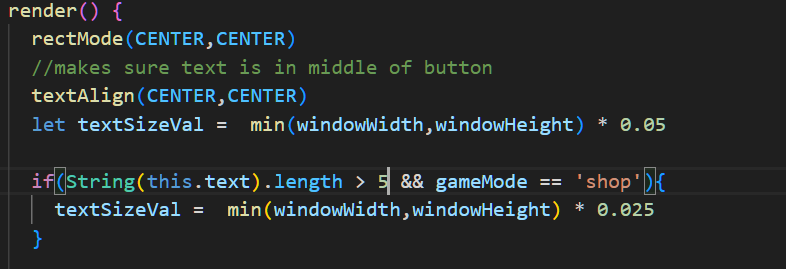 render() {
rectMode(CENTER,CENTER)
//makes sure text is in middle of button
textAlign(CENTER,CENTER)
let textSizeVal =  min(windowWidth,windowHeight) * 0.05
if(String(this.text).length > 5 && gameMode == 'shop'){
textSizeVal =  min(windowWidth,windowHeight) * 0.025
}